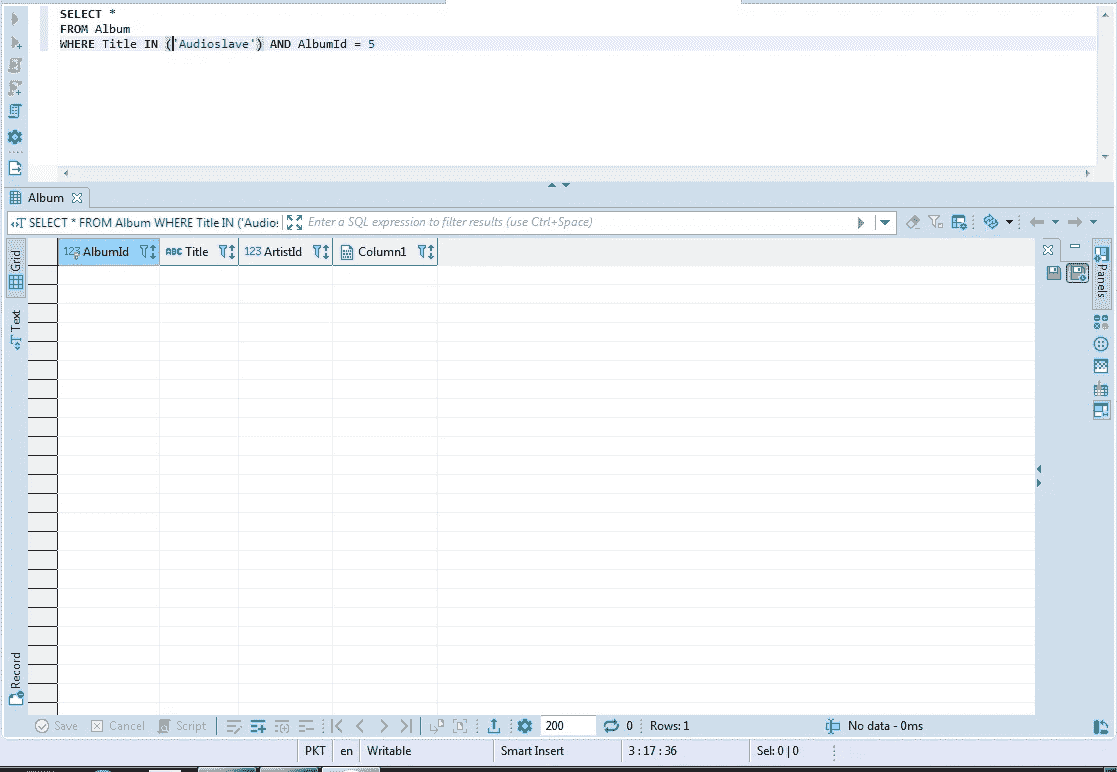 SELECT *
FROM Album
WHERE Title IN ('Audioslave') AND AlbumId = 5
Album
SELECT * FROM Album WHERE Title IN ('Audio: Enter a SQL expression to filter results (use Ctrl+Space)
Grid
123 AlbumId ABC Title 123 ArtistId Column1
Panels
Text
Record
Save Cancel Script 200 0 Rows: 1 No data - 0ms
PKT en Writable Smart Insert 3 : 17 : 36 Sel: 0 | 0